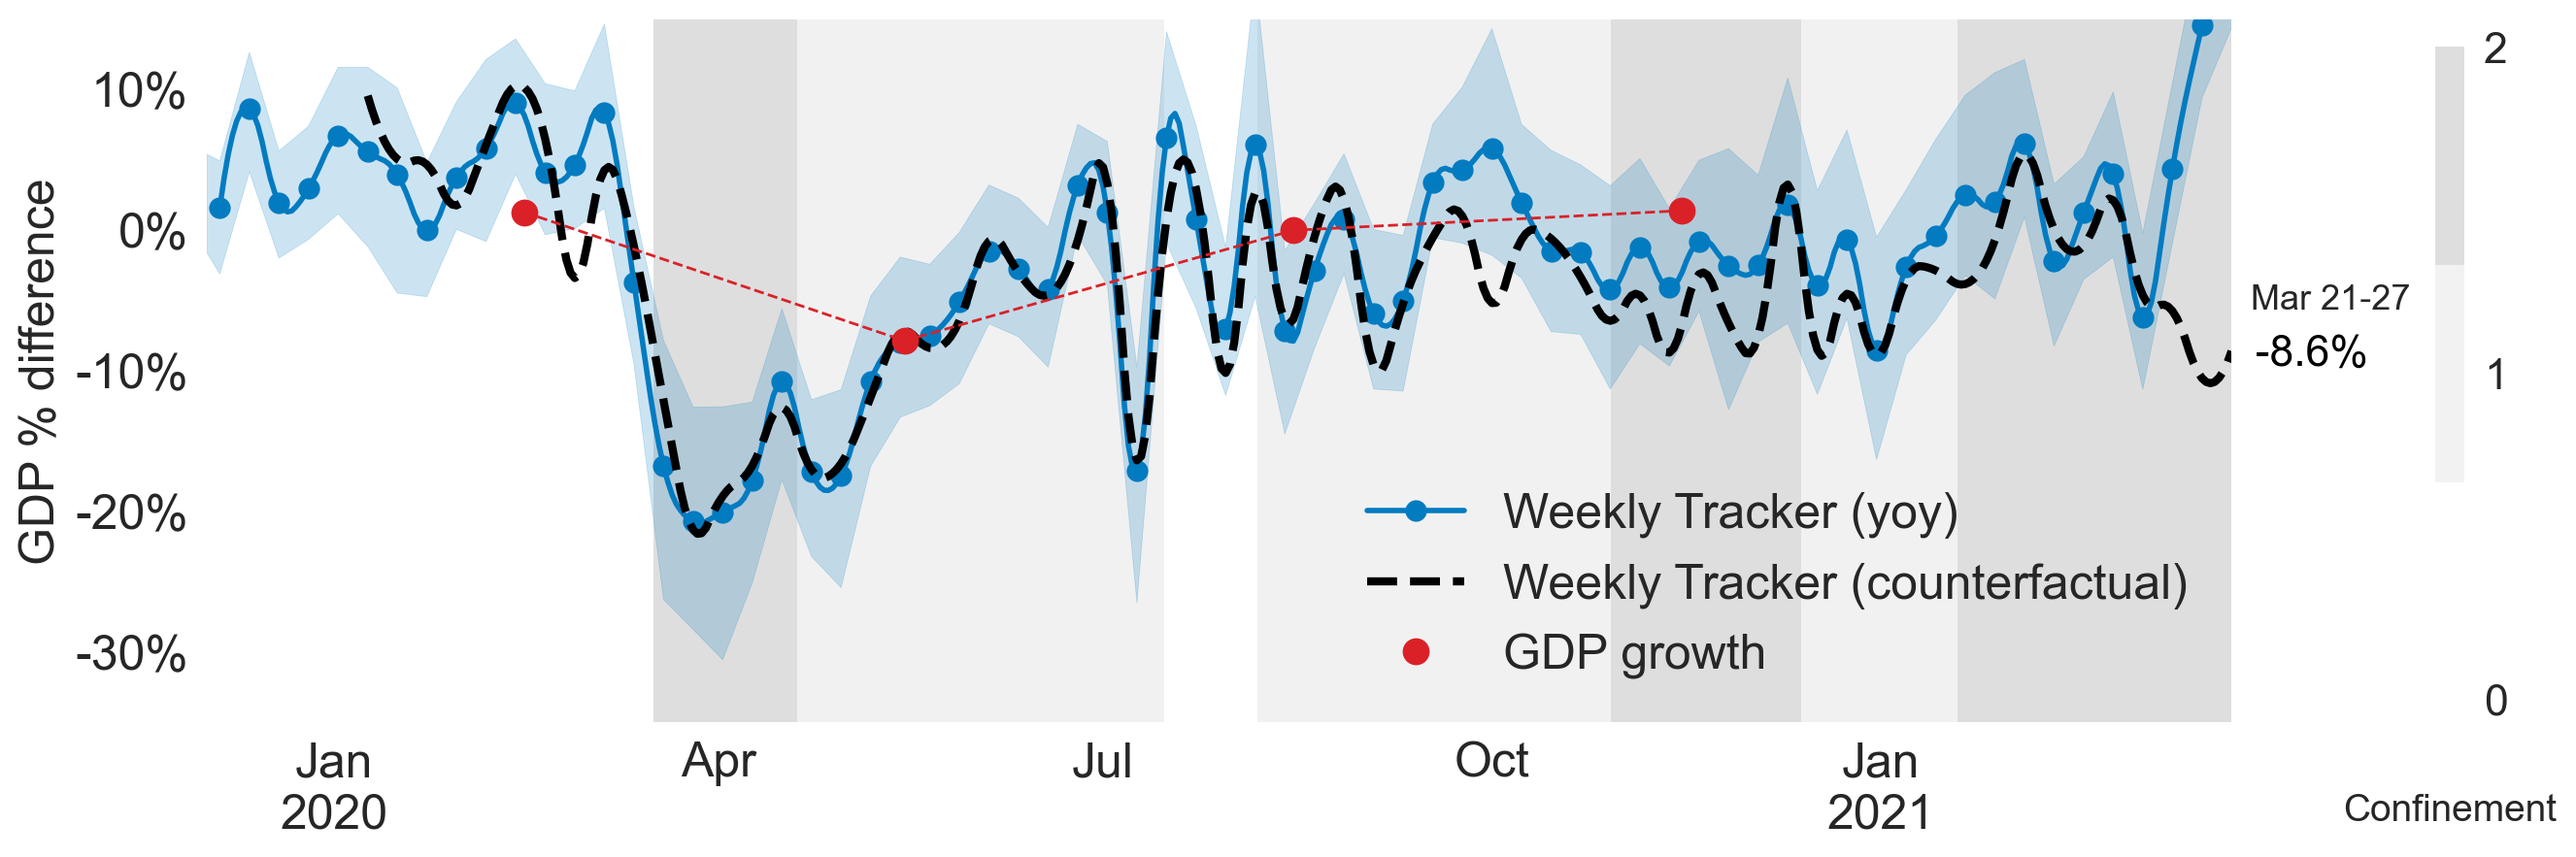 GDP % difference
10%
0%
-10%
-20%
-30%
Weekly Tracker (yoy)
Weekly Tracker (counterfactual)
GDP growth
Jan
2020
Apr
Jul
Oct
Jan
2021
Mar 21-27
-8.6%
2
1
0
Confinement